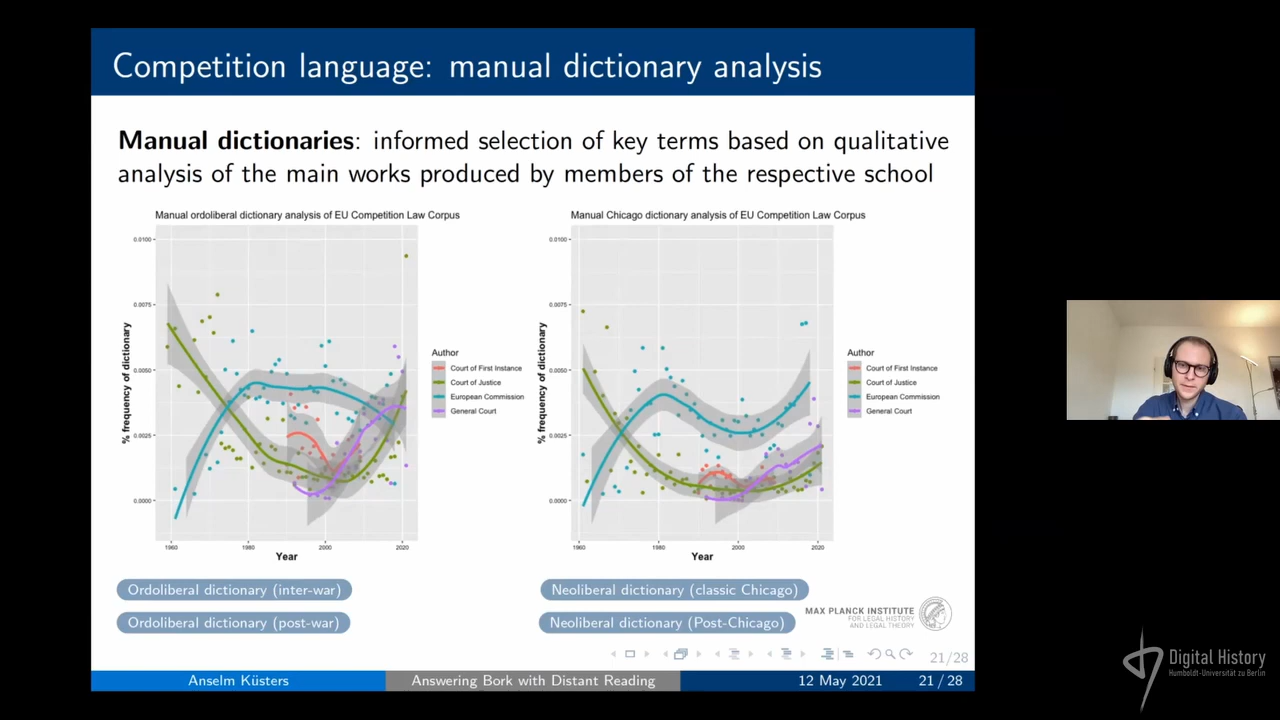 Competition language: manual dictionary analysis
Manual dictionaries: informed selection of key terms based on qualitative
analysis of the main works produced by members of the respective school
Manual ordoliberal dictionary analysis of EU Competition Law Corpus
% frequency of dictionary
0.0100
0.0075
0.0050
0.0025
0.0000
1960
1980
2000
2020
Year
Author
Court of First Instance
Court of Justice
European Commission
General Court
Manual Chicago dictionary analysis of EU Competition Law Corpus
% frequency of dictionary
0.0100
0.0075
0.0050
0.0025
0.0000
1960
1980
2000
2020
Year
Author
Court of First Instance
Court of Justice
European Commission
General Court
Ordoliberal dictionary (inter-war)
Neoliberal dictionary (classic Chicago)
Ordoliberal dictionary (post-war)
Neoliberal dictionary (Post-Chicago)
MAX PLANCK INSTITUTE
FOR LEGAL HISTORY
AND LEGAL THEORY
21/28
Anselm Küsters
Answering Bork with Distant Reading
12 May 2021
21 / 28
Digital History
Humboldt-Universität zu Berlin